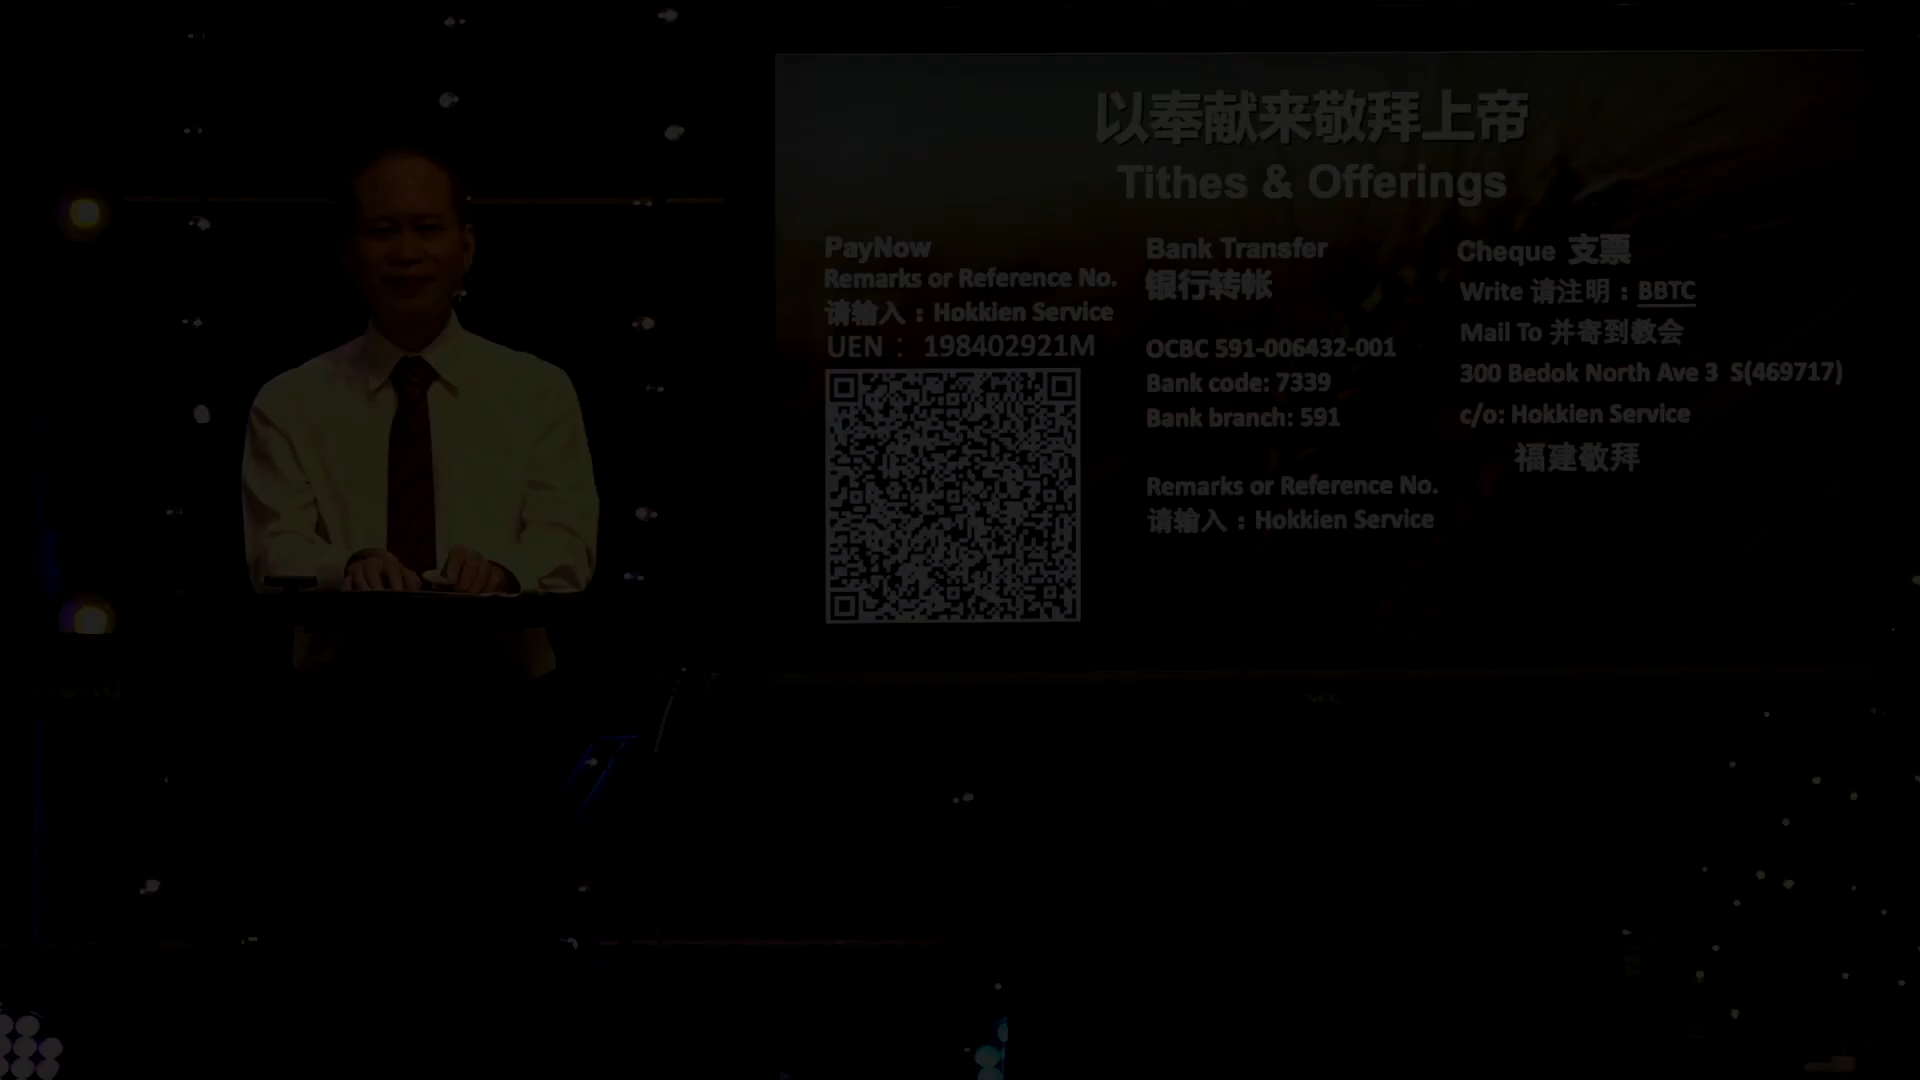 以奉献来敬拜上帝
Tithes & Offerings
PayNow
Remarks or Reference No.
请输入：Hokkien Service
UEN： 198402921M
Bank Transfer
银行转帐
OCBC 591-006432-001
Bank code: 7339
Bank branch: 591
Remarks or Reference No.
请输入：Hokkien Service
Cheque 支票
Write 请注明：BBTC
Mail To 并寄到教会
300 Bedok North Ave 3 S(469717)
c/o: Hokkien Service
福建敬拜
NEC